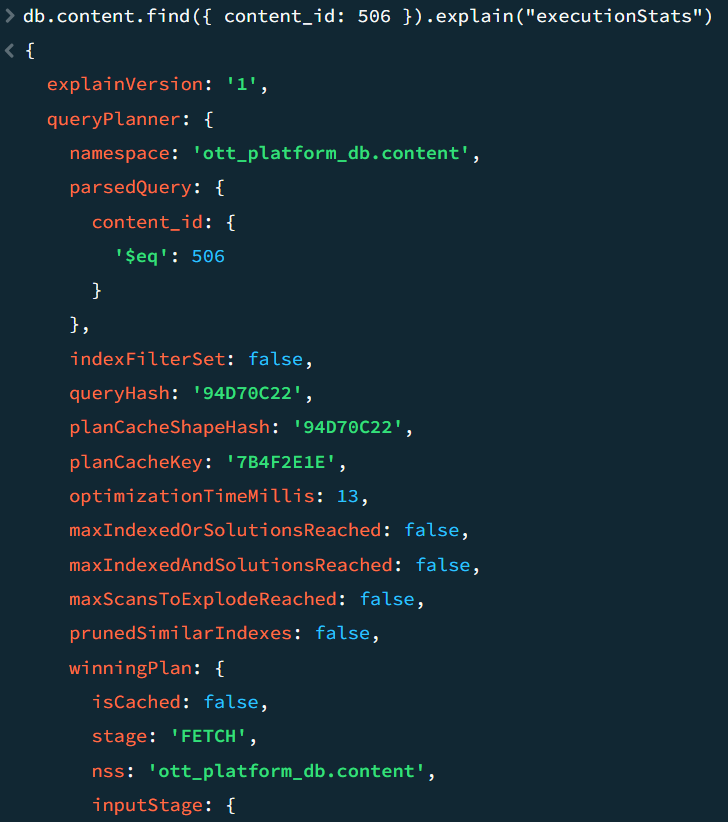 > db.content.find({ content_id: 506 }).explain("executionStats")
< {
explainVersion: '1',
queryPlanner: {
namespace: 'ott_platform_db.content',
parsedQuery: {
content_id: {
'$eq': 506
}
},
indexFilterSet: false,
queryHash: '94D70C22',
planCacheShapeHash: '94D70C22',
planCacheKey: '7B4F2E1E',
optimizationTimeMillis: 13,
maxIndexedOrSolutionsReached: false,
maxIndexedAndSolutionsReached: false,
maxScansToExplodeReached: false,
prunedSimilarIndexes: false,
winningPlan: {
isCached: false,
stage: 'FETCH',
nss: 'ott_platform_db.content',
inputStage: {